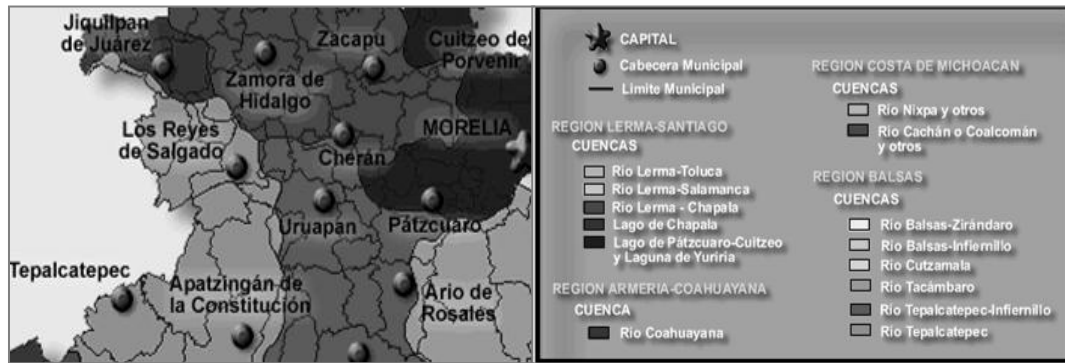 Jiquilpan
de Juárez
Zacapu
Cuitzeo del
Porvenir
Zamora de
Hidalgo
Los Reyes
de Salgado
MORELIA
Cherán
Uruapan
Pátzcuaro
Tepalcatepec
Apatzingán de
la Constitución
Ario de
Rosales
CAPITAL
Cabecera Municipal
Limite Municipal
REGION LERMA-SANTIAGO
CUENCAS
Río Lerma-Toluca
Río Lerma-Salamanca
Río Lerma - Chapala
Lago de Chapala
Lago de Pátzcuaro-Cuitzeo
y Laguna de Yuriria
REGION ARMERIA-COAHUAYANA
CUENCA
Río Coahuayana
REGION COSTA DE MICHOACAN
CUENCAS
Río Nixpa y otros
Río Cachán o Coalcomán
y otros
REGION BALSAS
CUENCAS
Río Balsas-Zirándaro
Río Balsas-Infiernillo
Río Cutzamala
Río Tacámbaro
Río Tepalcatepec-Infiernillo
Río Tepalcatepec